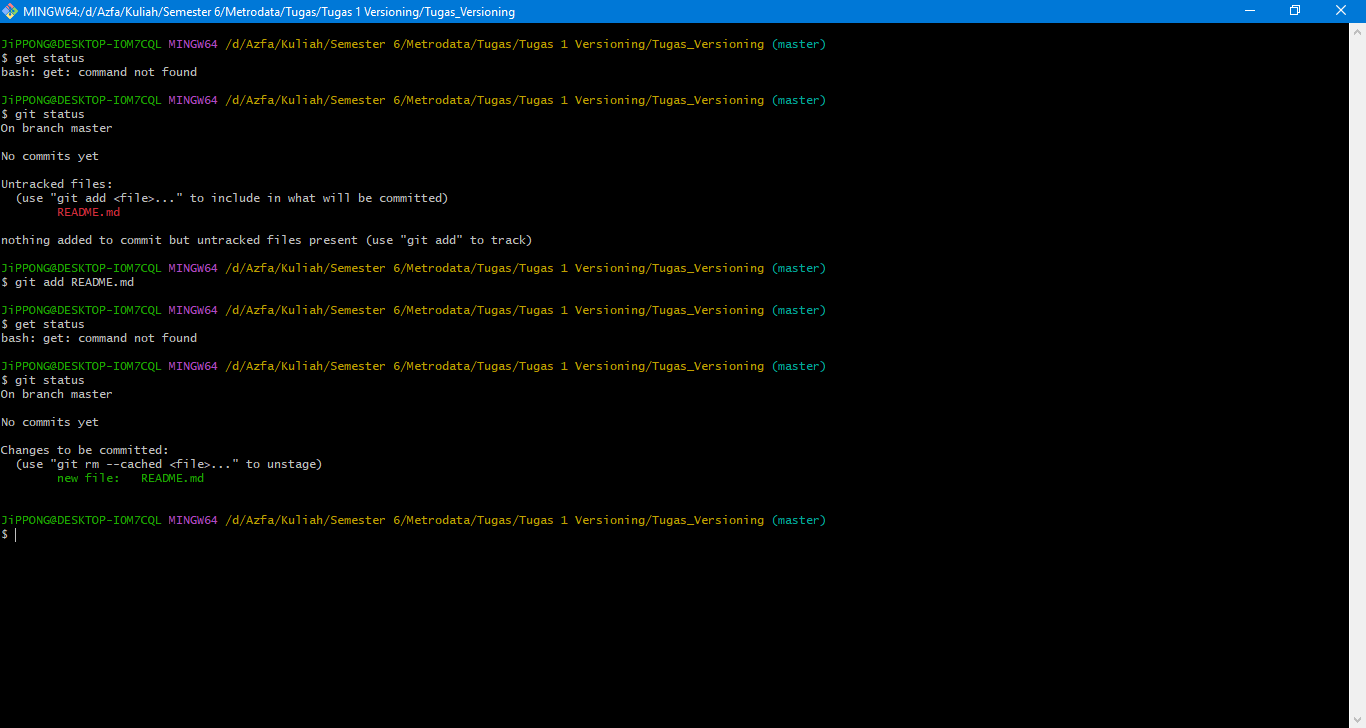 MINGW64:/d/Azfa/Kuliah/Semester 6/Metrodata/Tugas/Tugas 1 Versioning/Tugas_Versioning
JiPPONG@DESKTOP-IOM7CQL MINGW64 /d/Azfa/Kuliah/Semester 6/Metrodata/Tugas/Tugas 1 Versioning/Tugas_Versioning (master)
$ get status
bash: get: command not found
JiPPONG@DESKTOP-IOM7CQL MINGW64 /d/Azfa/Kuliah/Semester 6/Metrodata/Tugas/Tugas 1 Versioning/Tugas_Versioning (master)
$ git status
On branch master
No commits yet
Untracked files:
  (use "git add <file>..." to include in what will be committed)
        README.md
nothing added to commit but untracked files present (use "git add" to track)
JiPPONG@DESKTOP-IOM7CQL MINGW64 /d/Azfa/Kuliah/Semester 6/Metrodata/Tugas/Tugas 1 Versioning/Tugas_Versioning (master)
$ git add README.md
JiPPONG@DESKTOP-IOM7CQL MINGW64 /d/Azfa/Kuliah/Semester 6/Metrodata/Tugas/Tugas 1 Versioning/Tugas_Versioning (master)
$ get status
bash: get: command not found
JiPPONG@DESKTOP-IOM7CQL MINGW64 /d/Azfa/Kuliah/Semester 6/Metrodata/Tugas/Tugas 1 Versioning/Tugas_Versioning (master)
$ git status
On branch master
No commits yet
Changes to be committed:
  (use "git rm --cached <file>..." to unstage)
        new file:   README.md
JiPPONG@DESKTOP-IOM7CQL MINGW64 /d/Azfa/Kuliah/Semester 6/Metrodata/Tugas/Tugas 1 Versioning/Tugas_Versioning (master)
$